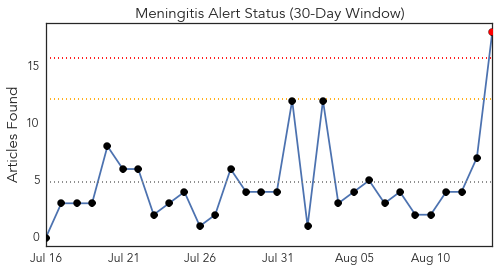 Meningitis Alert Status (30-Day Window)
Articles Found
15
10
5
0
Jul 16
Jul 21
Jul 26
Jul 31
Aug 05
Aug 10